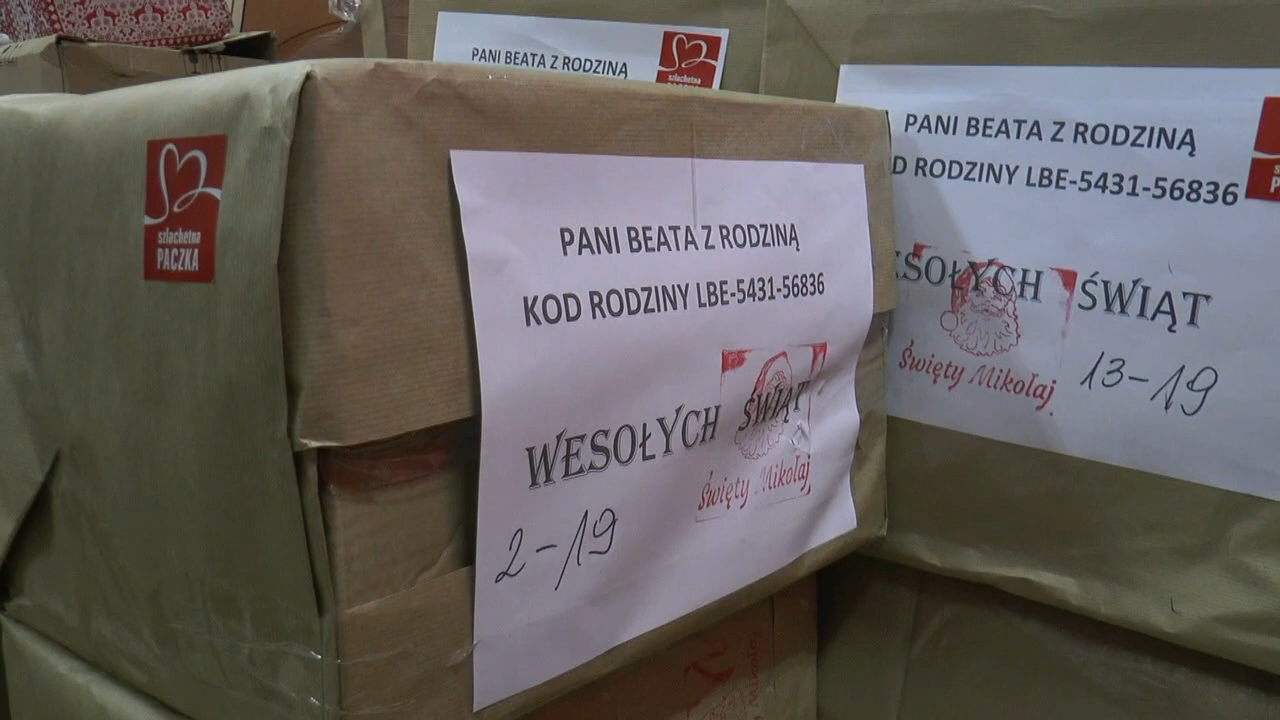 PANI BEATA Z RODZINĄ
szlachetna
szlachetna
PACZKA
PANI BEATA Z RODZINĄ
KOD RODZINY LBE-5431-56836
WESOŁYCH ŚWIĄT
Święty Mikołaj
2-19
PANI BEATA Z RODZINĄ
RODZINY LBE-5431-56836
ŚWIĄT
Święty Mikołaj
13-19